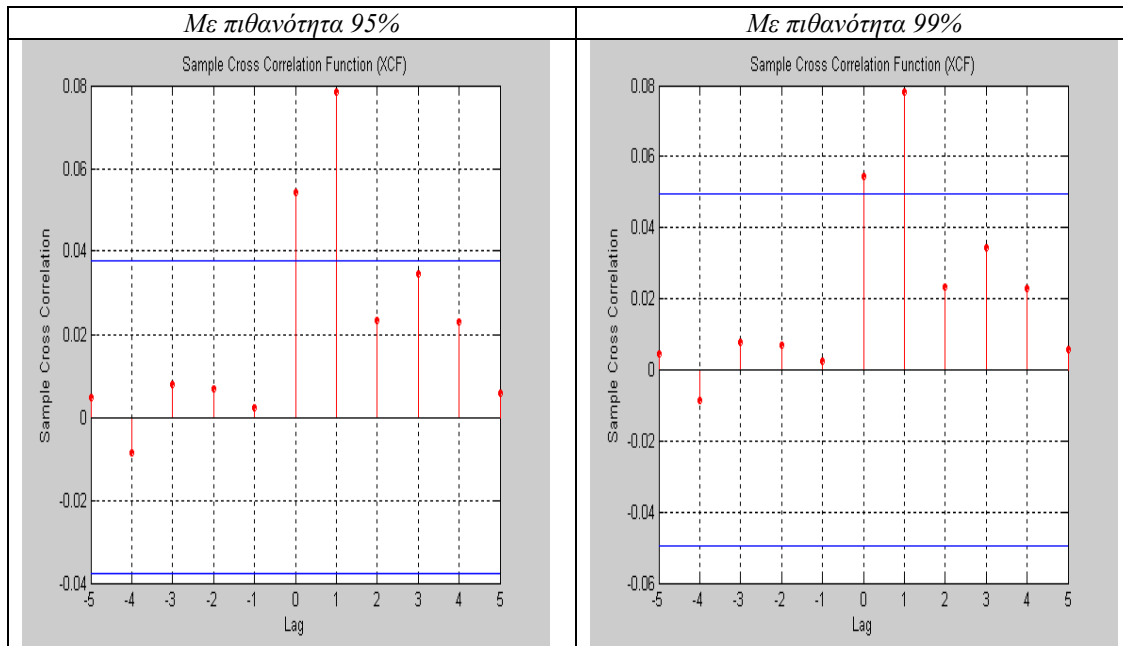 Με πιθανότητα 95%
Με πιθανότητα 99%
Sample Cross Correlation Function (XCF)
Sample Cross Correlation
0.08
0.06
0.04
0.02
0
-0.02
-0.04
-5 -4 -3 -2 -1 0 1 2 3 4 5
Lag
Sample Cross Correlation Function (XCF)
Sample Cross Correlation
0.08
0.06
0.04
0.02
0
-0.02
-0.04
-0.06
-5 -4 -3 -2 -1 0 1 2 3 4 5
Lag